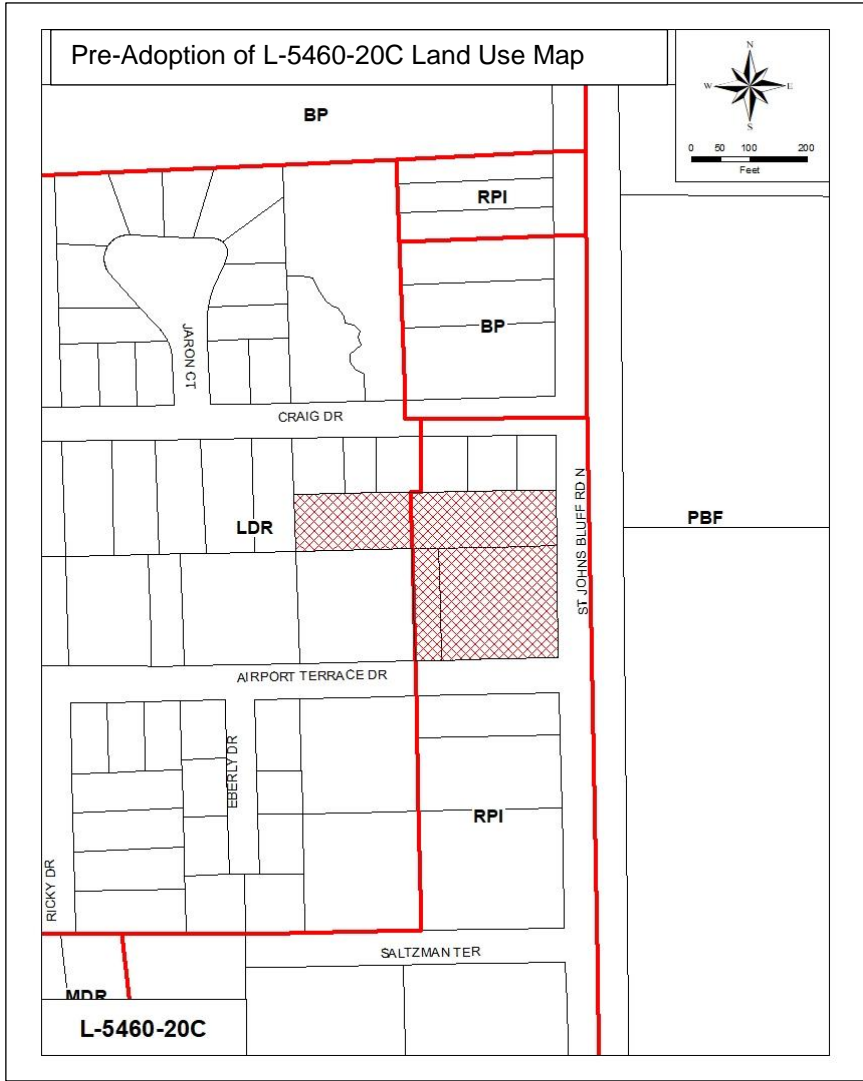 Pre-Adoption of L-5460-20C Land Use Map
N
W
E
S
0 50 100 200
Feet
BP
RPI
BP
JARON CT
CRAIG DR
ST JOHNS BLUFF RD N
LDR
PBF
AIRPORT TERRACE DR
EBERLY DR
RPI
RICKY DR
SALTZMAN TER
MDR
L-5460-20C